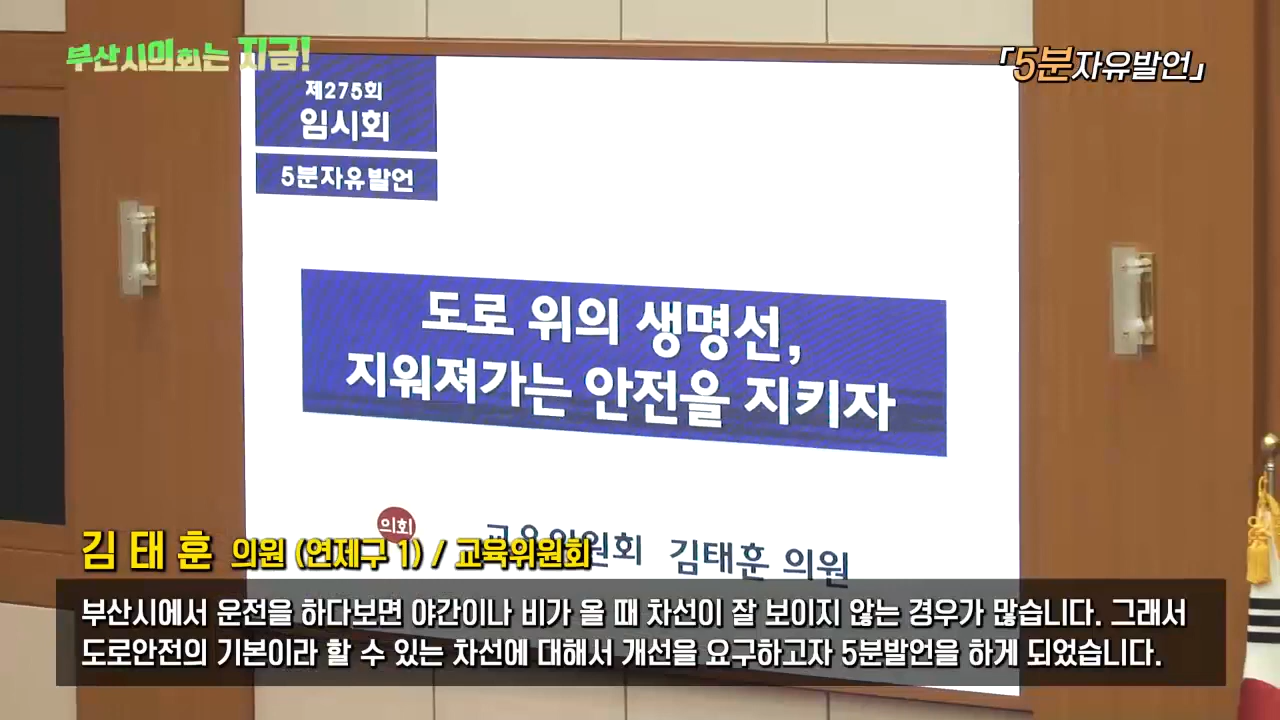 부산시의회는 지금!
「5분자유발언」
제275회
임시회
5분자유발언
도로 위의 생명선,
지워져가는 안전을 지키자
의회
교육위원회 김태훈 의원
김태훈 의원 (연제구 1) / 교육위원회
부산시에서 운전을 하다보면 야간이나 비가 올 때 차선이 잘 보이지 않는 경우가 많습니다. 그래서
도로안전의 기본이라 할 수 있는 차선에 대해서 개선을 요구하고자 5분발언을 하게 되었습니다.